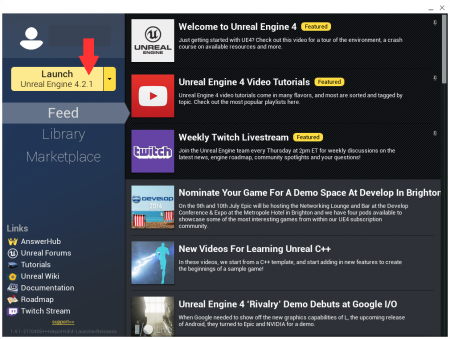 Launch
Unreal Engine 4.2.1
Feed
Library
Marketplace
Links
AnswerHub
Unreal Forums
Tutorials
Unreal Wiki
Documentation
Roadmap
Twitch Stream
support>>
UNREAL
ENGINE
Welcome to Unreal Engine 4 Featured
Just getting started with UE4? Check out this video for a tour of the environment, a crash
course on available resources and more.
Unreal Engine 4 Video Tutorials Featured
Unreal Engine 4 video tutorials come in many flavors, and most are sorted and tagged by
topic. Check out the most popular playlists here.
twitch
Weekly Twitch Livestream Featured
Join the Unreal Engine team every Thursday at 2pm ET for weekly discussions on the
latest news, engine roadmap, community spotlights and your questions!
DEVELOP
Nominate Your Game For A Demo Space At Develop In Brighton
On the 9th and 10th July Epic will be hosting the Networking Lounge and Bar at the Develop
Conference & Expo at the Metropole Hotel in Brighton and we have four pods available to
showcase some of the most interesting games from within our UE4 subscription
community.
New Videos For Learning Unreal C++
In these videos, we start from a C++ template, and start adding in new features to create
the beginnings of a sample game!
Unreal Engine 4 ‘Rivalry’ Demo Debuts at Google I/O
When Google needed to show off the new graphics capabilities of L, the upcoming release
of Android, they turned to Epic and NVIDIA for a demo.